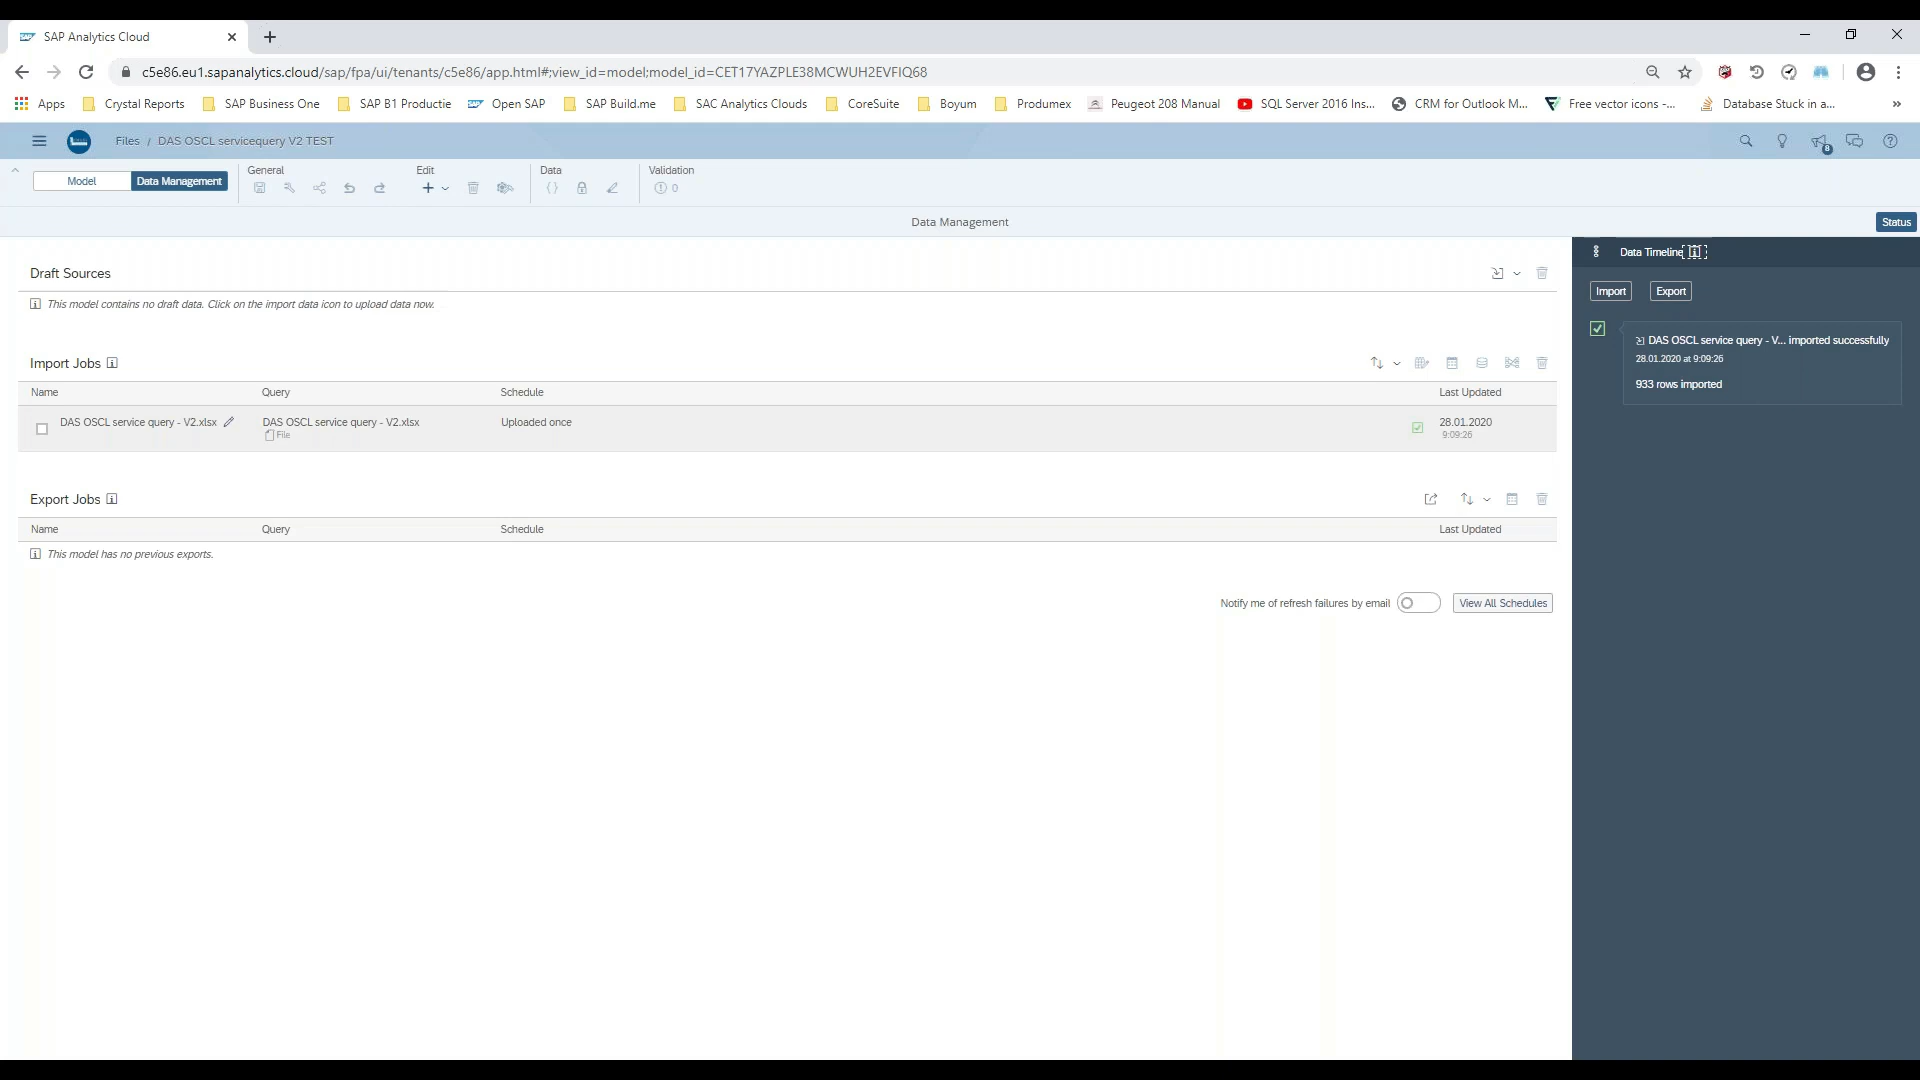 SAP Analytics Cloud
c5e86.eu1.sapanalytics.cloud/sap/fpa/ui/tenants/c5e86/app.html#;view_id=model;model_id=CET17YAZPLE38MCWUH2EVFIQ68
Apps Crystal Reports SAP Business One SAP B1 Productie Open SAP SAP Build.me SAC Analytics Clouds CoreSuite Boyum Produmex Peugeot 208 Manual SQL Server 2016 Ins... CRM for Outlook M... Free vector icons -... Database Stuck in a... »
Files / DAS OSCL servicequery V2 TEST
8
General Edit Data Validation
Model Data Management
0
Data Management Status
Draft Sources
This model contains no draft data. Click on the import data icon to upload data now.
Import Jobs
Name Query Schedule Last Updated
DAS OSCL service query - V2.xlsx DAS OSCL service query - V2.xlsx Uploaded once 28.01.2020
File 9:09:26
Export Jobs
Name Query Schedule Last Updated
This model has no previous exports.
Notify me of refresh failures by email View All Schedules
Data Timeline
Import Export
DAS OSCL service query - V... imported successfully
28.01.2020 at 9:09:26
933 rows imported